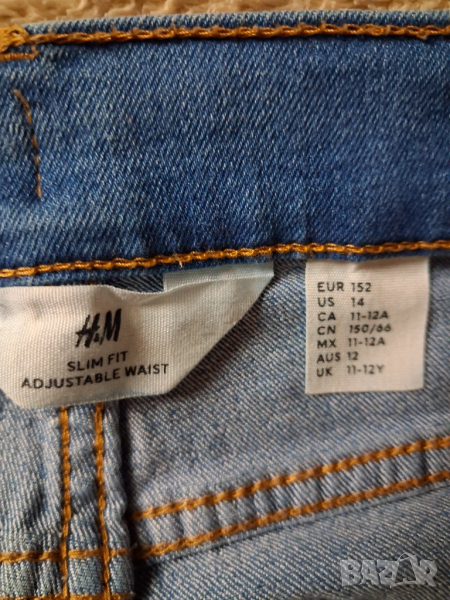 H&M
SLIM FIT
ADJUSTABLE WAIST
EUR 152
US 14
CA 11-12A
CN 150/66
MX 11-12A
AUS 12
UK 11-12Y
BAZAR